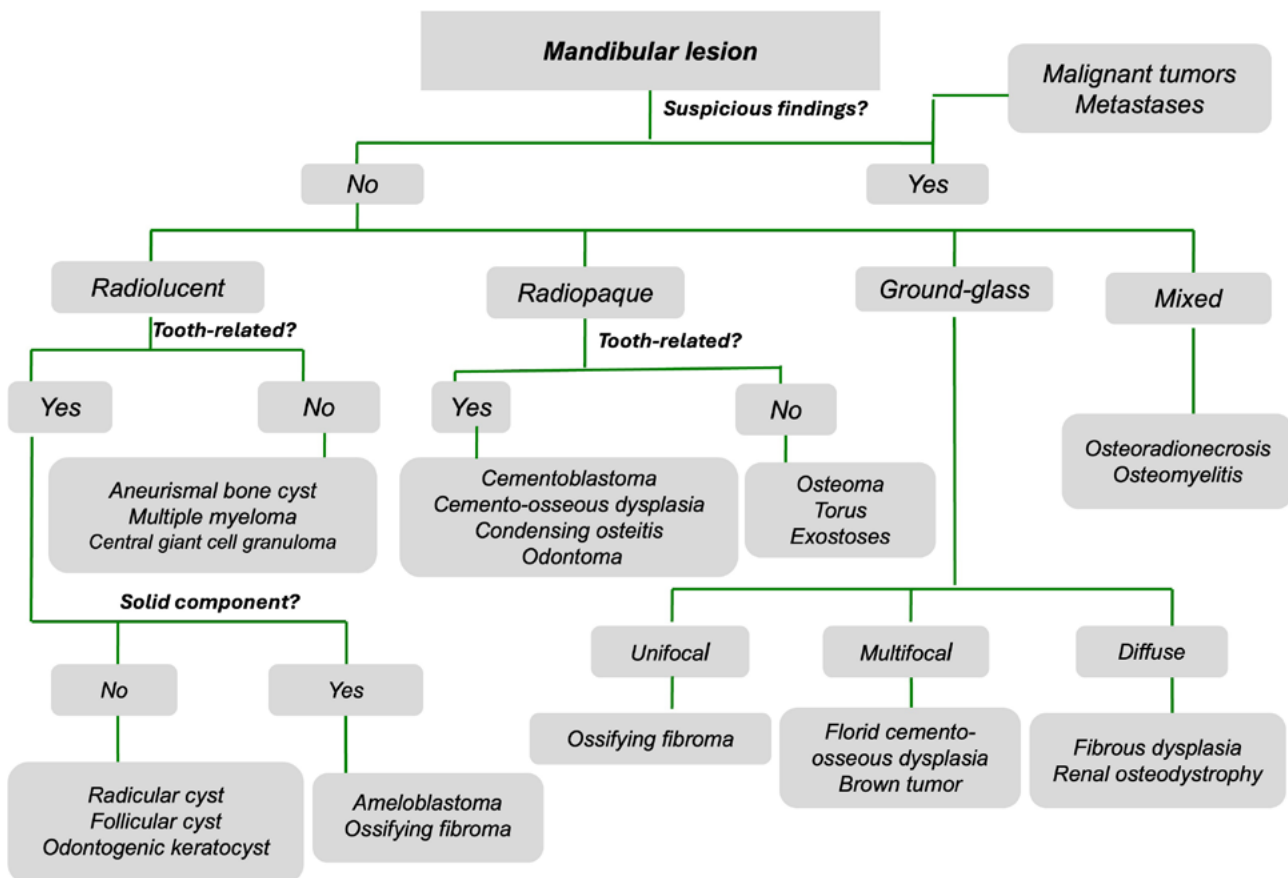 Mandibular lesion
Malignant tumors
Metastases
Suspicious findings?
No
Yes
Radiolucent
Radiopaque
Ground-glass
Mixed
Tooth-related?
Tooth-related?
Yes
No
Yes
No
Aneurismal bone cyst
Multiple myeloma
Central giant cell granuloma
Cementoblastoma
Cemento-osseous dysplasia
Condensing osteitis
Odontoma
Osteoma
Torus
Exostoses
Osteoradionecrosis
Osteomyelitis
Solid component?
No
Yes
Unifocal
Multifocal
Diffuse
Radicular cyst
Follicular cyst
Odontogenic keratocyst
Ameloblastoma
Ossifying fibroma
Ossifying fibroma
Florid cemento-
osseous dysplasia
Brown tumor
Fibrous dysplasia
Renal osteodystrophy